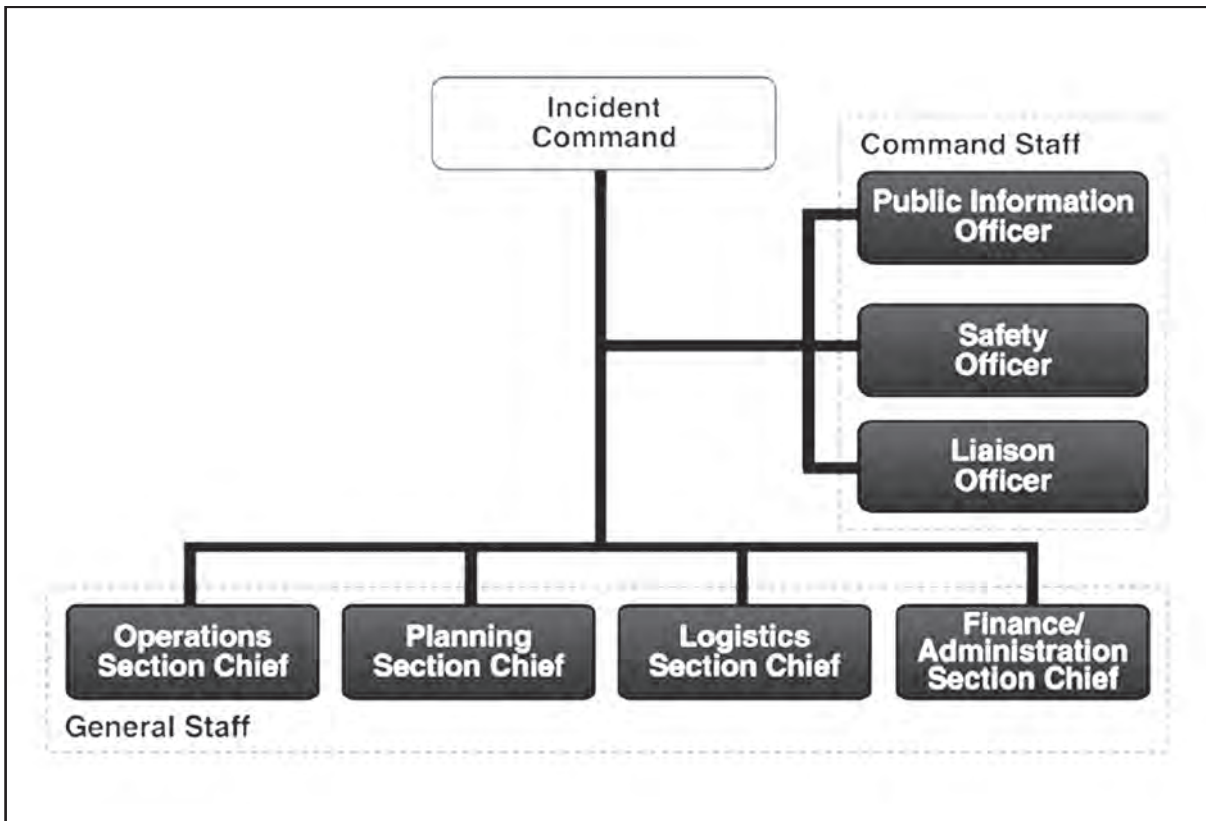 Incident
Command
Command Staff
Public Information
Officer
Safety
Officer
Liaison
Officer
Operations
Section Chief
Planning
Section Chief
Logistics
Section Chief
Finance/
Administration
Section Chief
General Staff